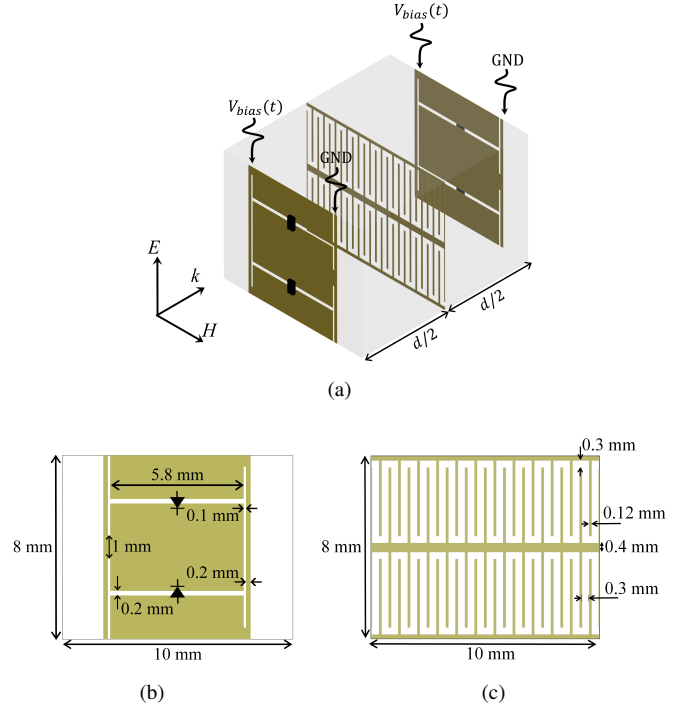 V_bias(t)
GND
V_bias(t)
GND
E
k
H
d/2
d/2
(a)
5.8 mm
0.1 mm
8 mm
1 mm
0.2 mm
0.2 mm
10 mm
(b)
0.3 mm
0.12 mm
8 mm
0.4 mm
0.3 mm
10 mm
(c)